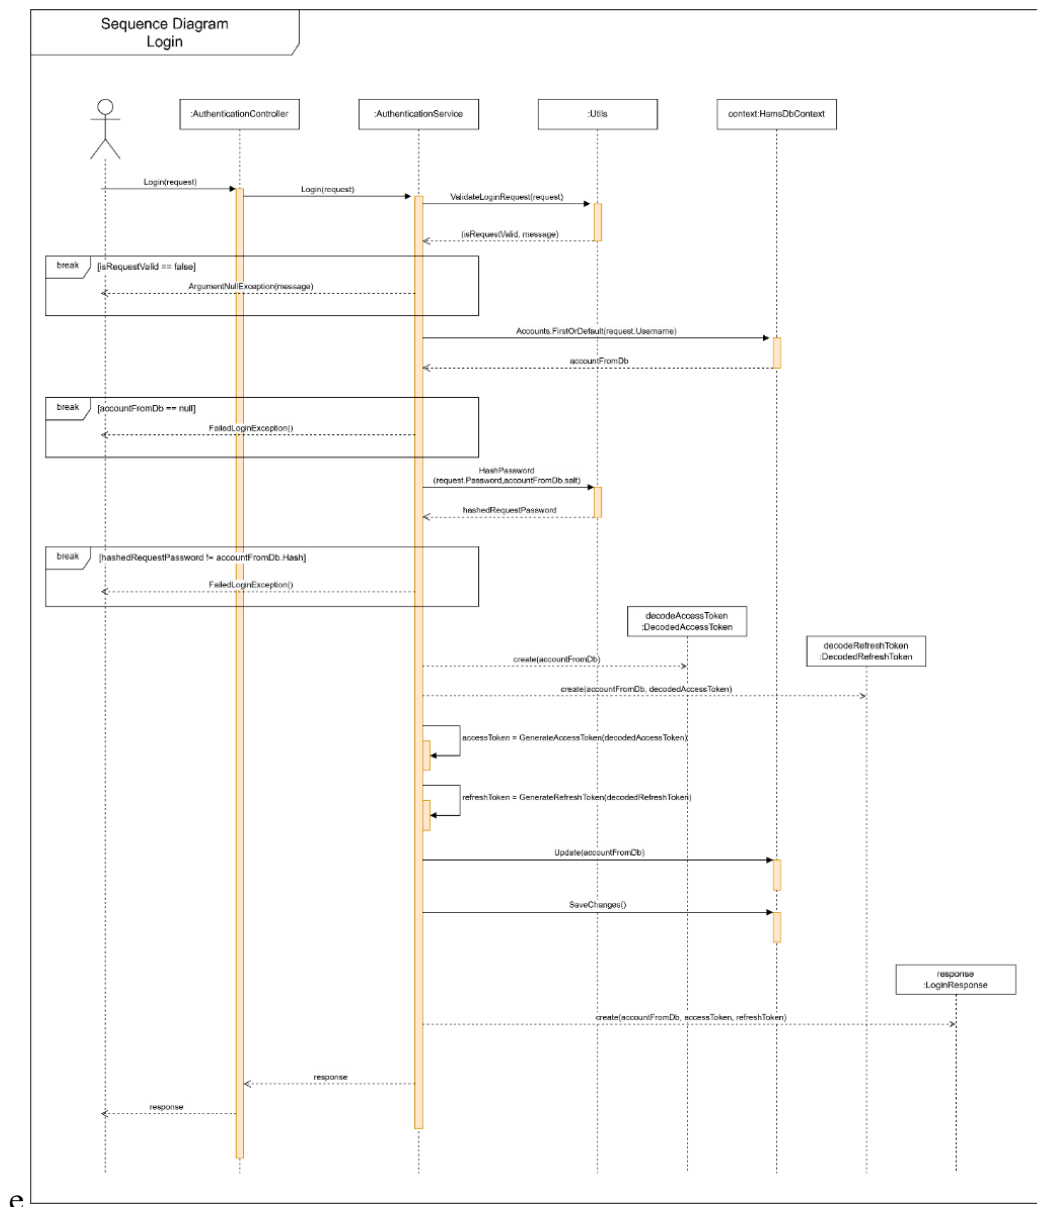 Sequence Diagram
Login
:AuthenticationController
:AuthenticationService
:Utils
context:HsmsDbContext
Login(request)
Login(request)
ValidateLoginRequest(request)
(isRequestValid, message)
break
[isRequestValid == false]
ArgumentNullException(message)
Accounts.FirstOrDefault(request.Username)
accountFromDb
break
[accountFromDb == null]
FailedLoginException()
HashPassword
(request.Password,accountFromDb.salt)
hashedRequestPassword
break
[hashedRequestPassword != accountFromDb.Hash]
FailedLoginException()
decodeAccessToken
:DecodedAccessToken
decodeRefreshToken
:DecodedRefreshToken
create(accountFromDb)
create(accountFromDb, decodedAccessToken)
accessToken = GenerateAccessToken(decodedAccessToken)
refreshToken = GenerateRefreshToken(decodedRefreshToken)
Update(accountFromDb)
SaveChanges()
response
:LoginResponse
create(accountFromDb, accessToken, refreshToken)
response
response
e